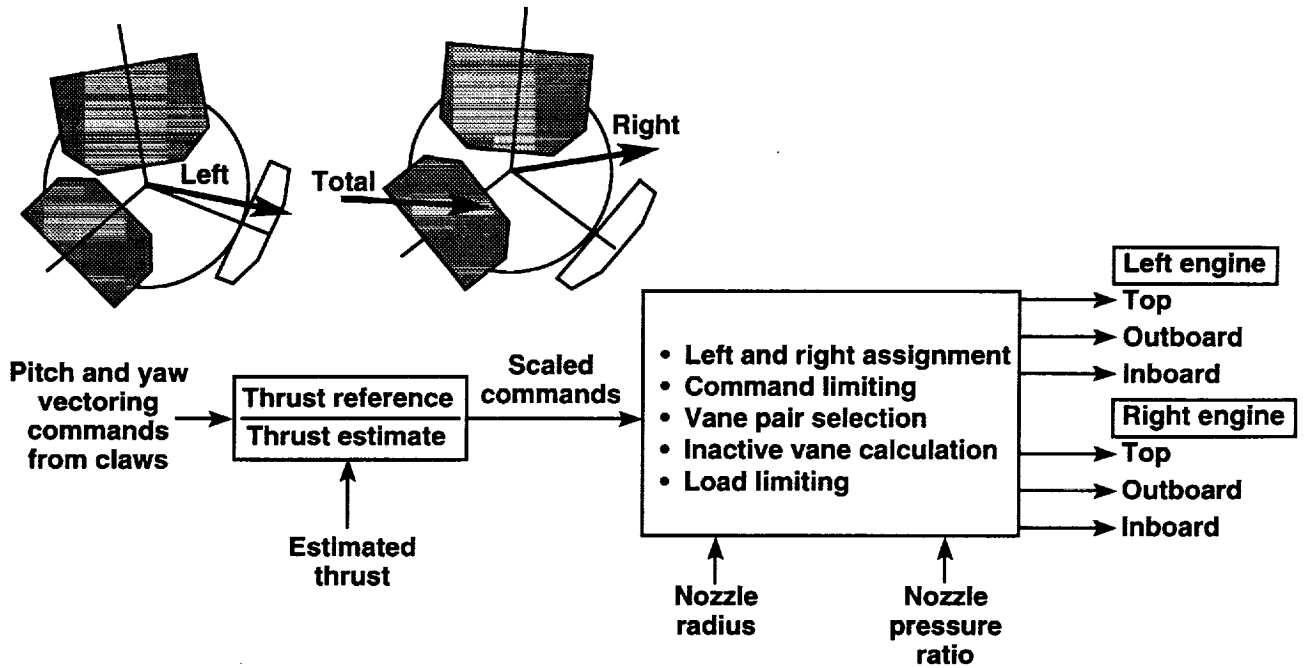 Left
Total
Right
Pitch and yaw
vectoring
commands
from claws
Thrust reference
Thrust estimate
Estimated
thrust
Scaled
commands
• Left and right assignment
• Command limiting
• Vane pair selection
• Inactive vane calculation
• Load limiting
Nozzle
radius
Nozzle
pressure
ratio
Left engine
Top
Outboard
Inboard
Right engine
Top
Outboard
Inboard